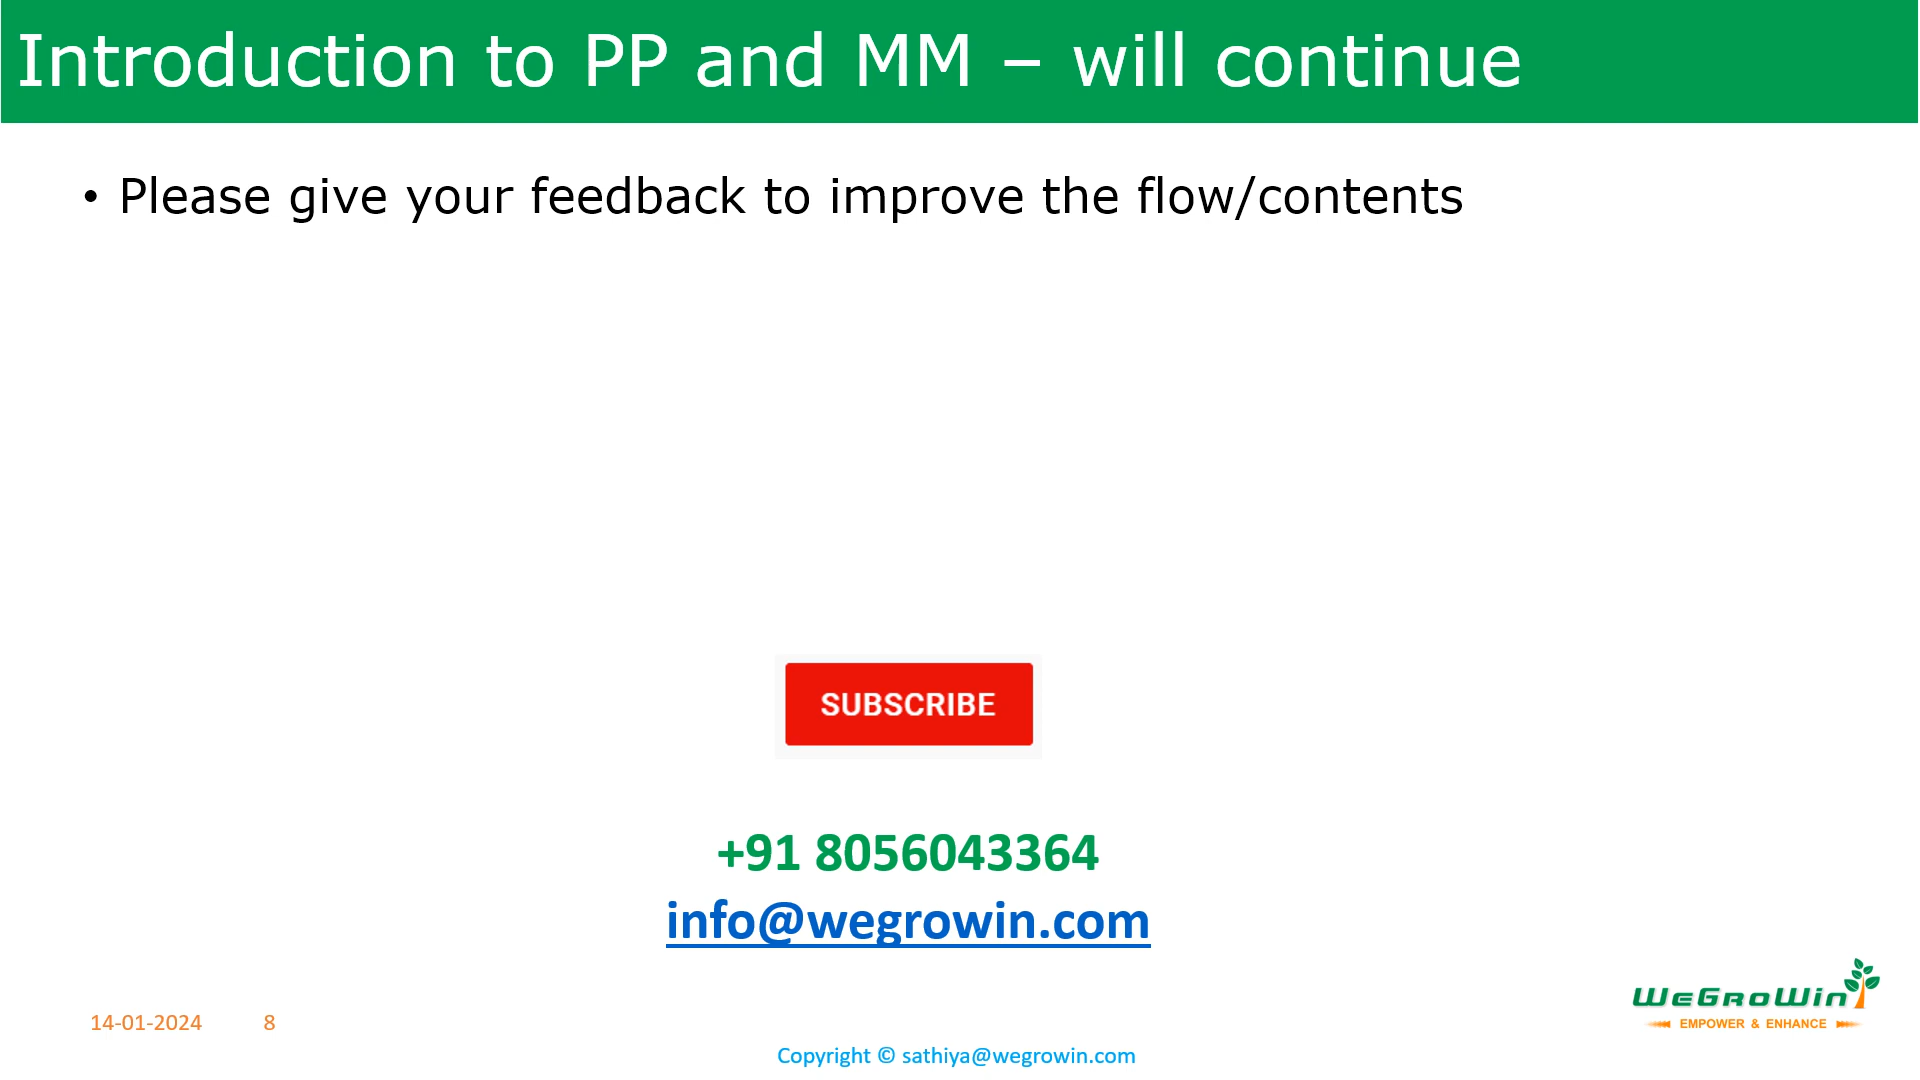 Introduction to PP and MM – will continue
• Please give your feedback to improve the flow/contents
SUBSCRIBE
+91 8056043364
info@wegrowin.com
WeGroWin
EMPOWER & ENHANCE
14-01-2024 8
Copyright © sathiya@wegrowin.com